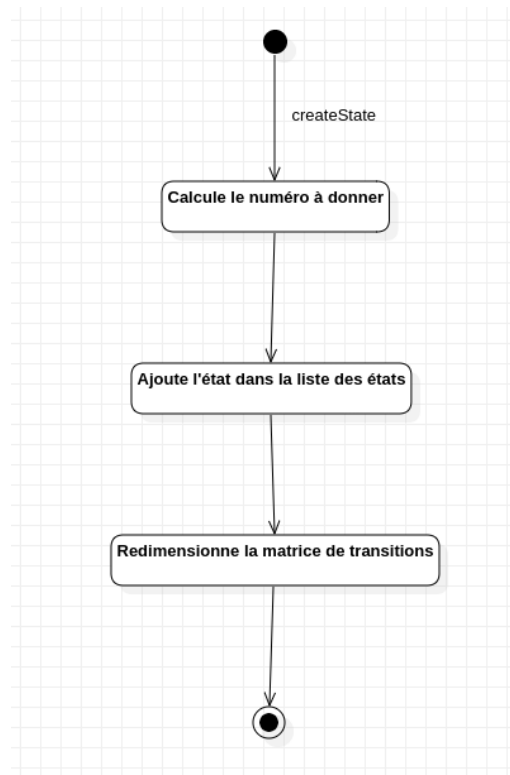 createState
Calcule le numéro à donner
Ajoute l'état dans la liste des états
Redimensionne la matrice de transitions